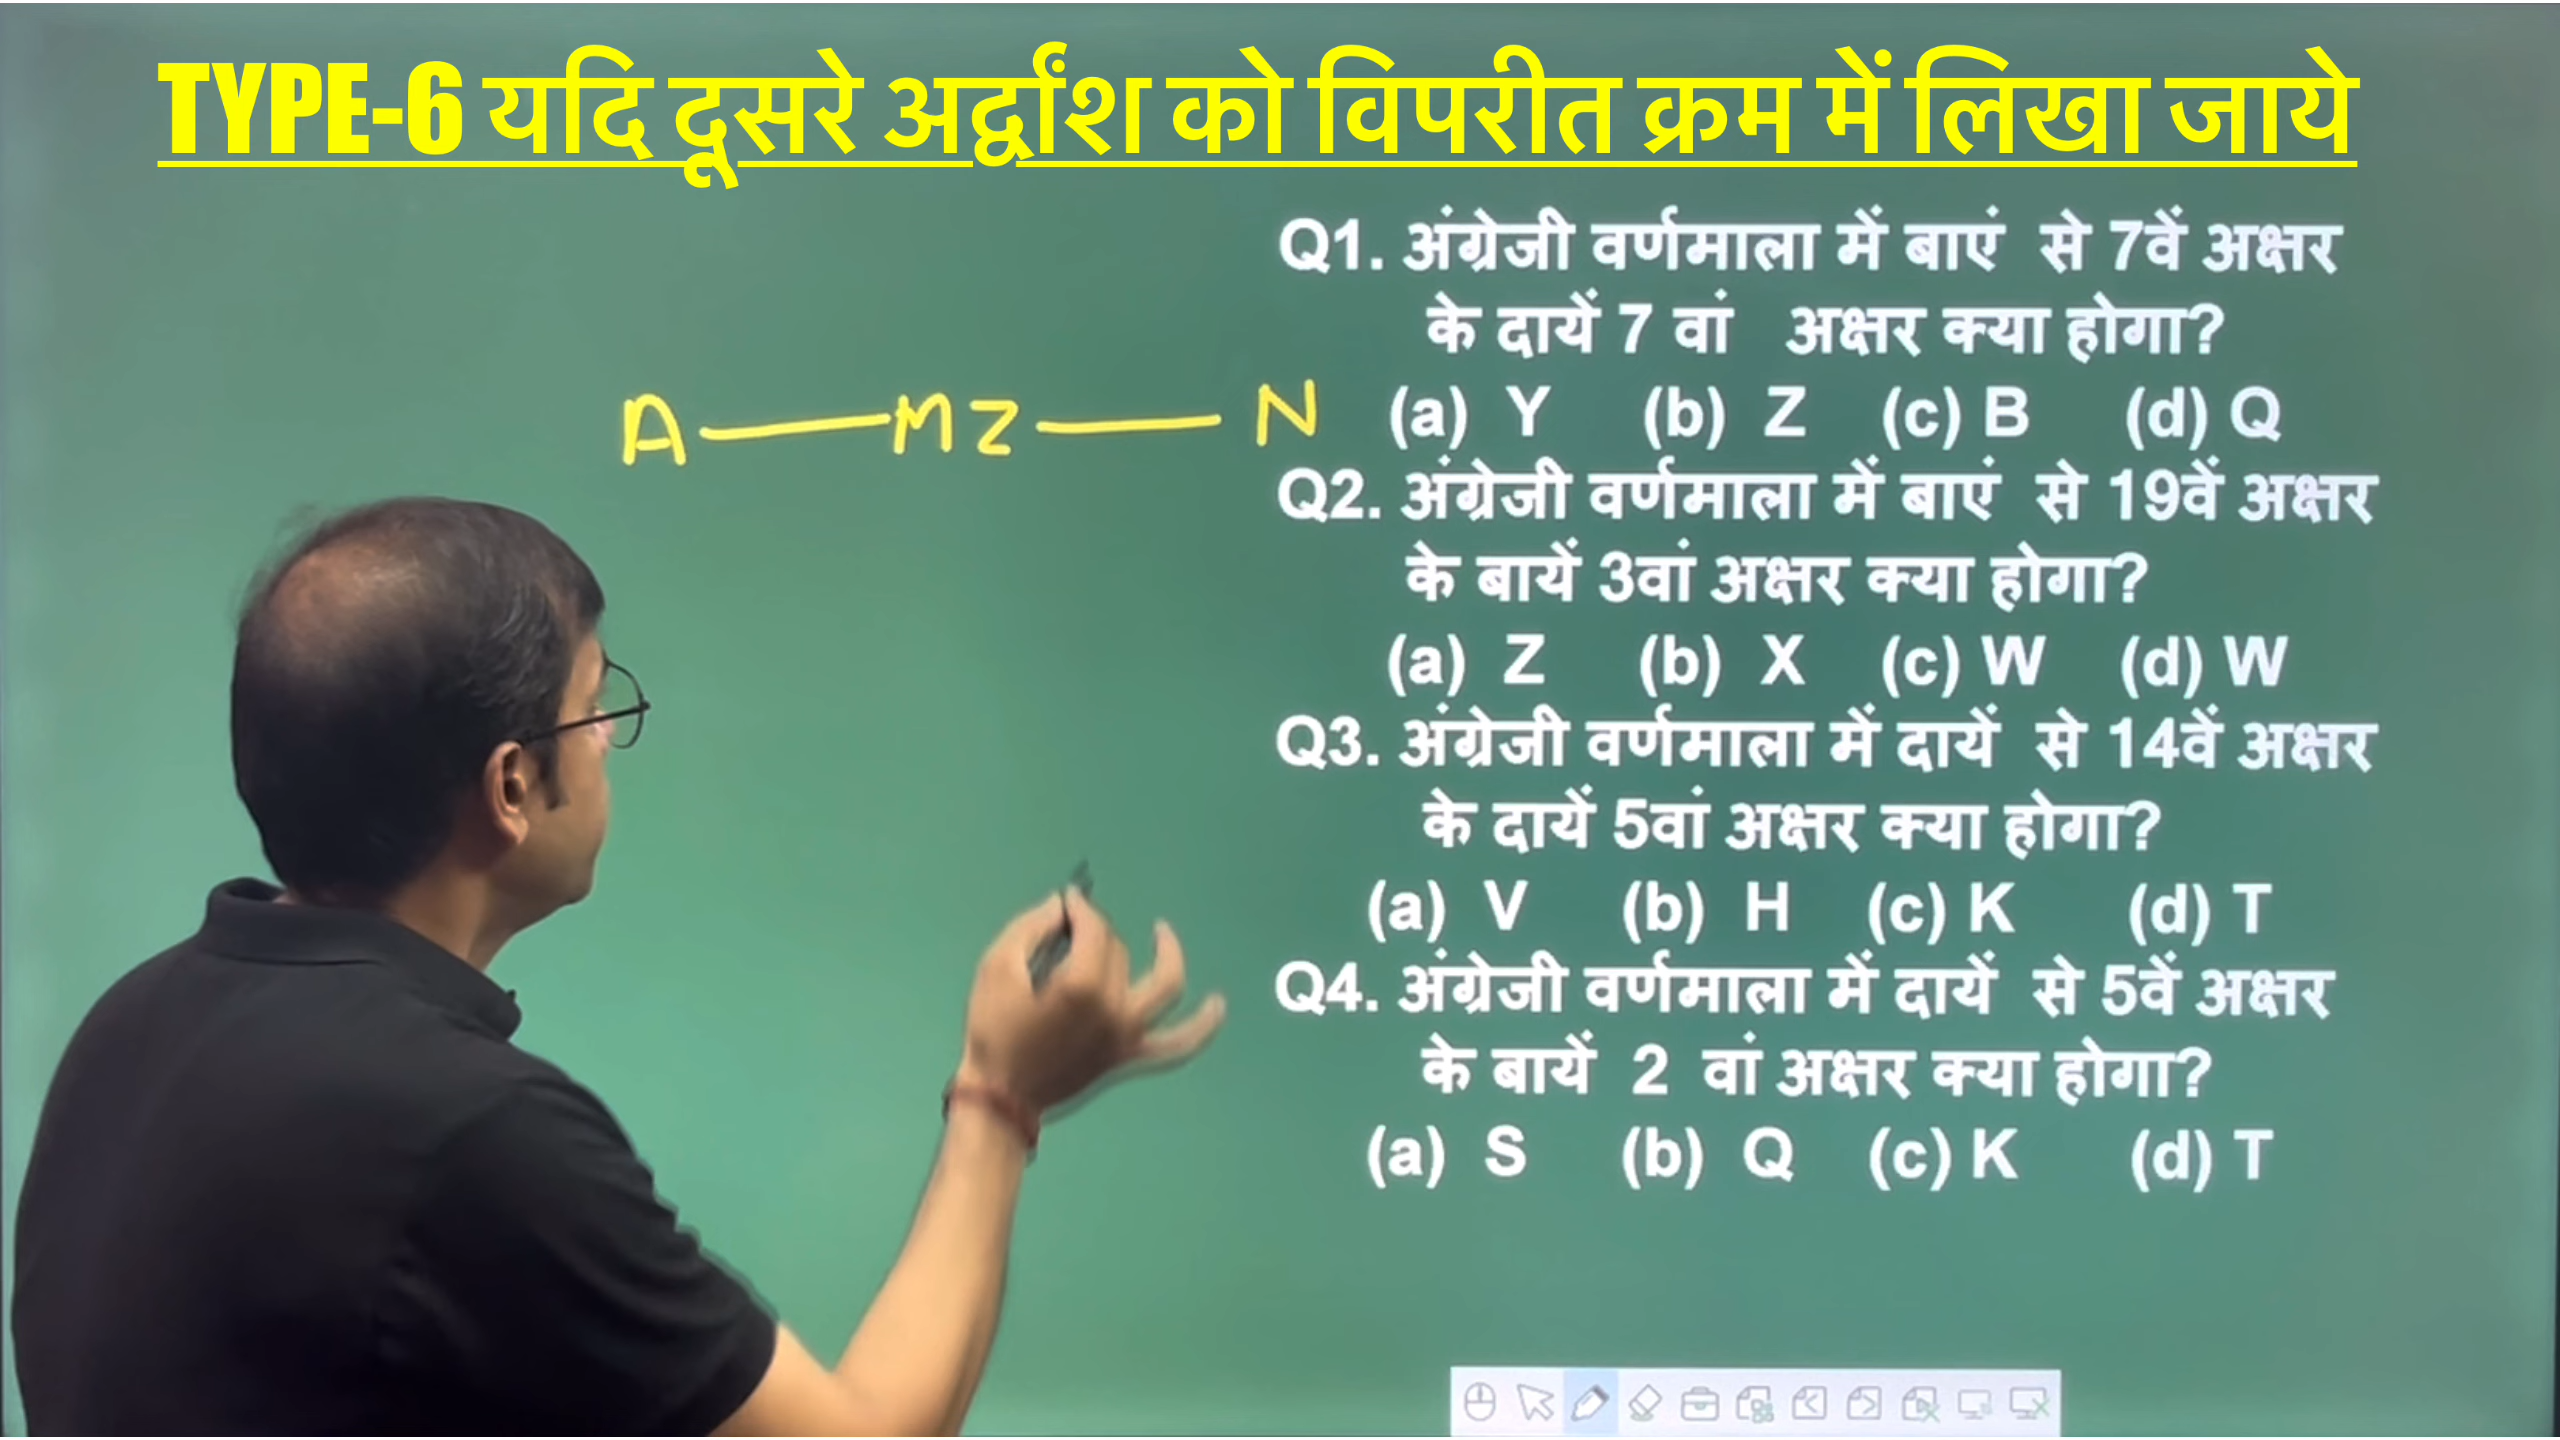 TYPE-6 यदि दूसरे अर्द्वांश को विपरीत क्रम में लिखा जाये
A — M Z — N
Q1. अंग्रेजी वर्णमाला में बाएं से 7वें अक्षर
के दायें 7 वां अक्षर क्या होगा?
(a) Y (b) Z (c) B (d) Q
Q2. अंग्रेजी वर्णमाला में बाएं से 19वें अक्षर
के बायें 3वां अक्षर क्या होगा?
(a) Z (b) X (c) W (d) W
Q3. अंग्रेजी वर्णमाला में दायें से 14वें अक्षर
के दायें 5वां अक्षर क्या होगा?
(a) V (b) H (c) K (d) T
Q4. अंग्रेजी वर्णमाला में दायें से 5वें अक्षर
के बायें 2 वां अक्षर क्या होगा?
(a) S (b) Q (c) K (d) T